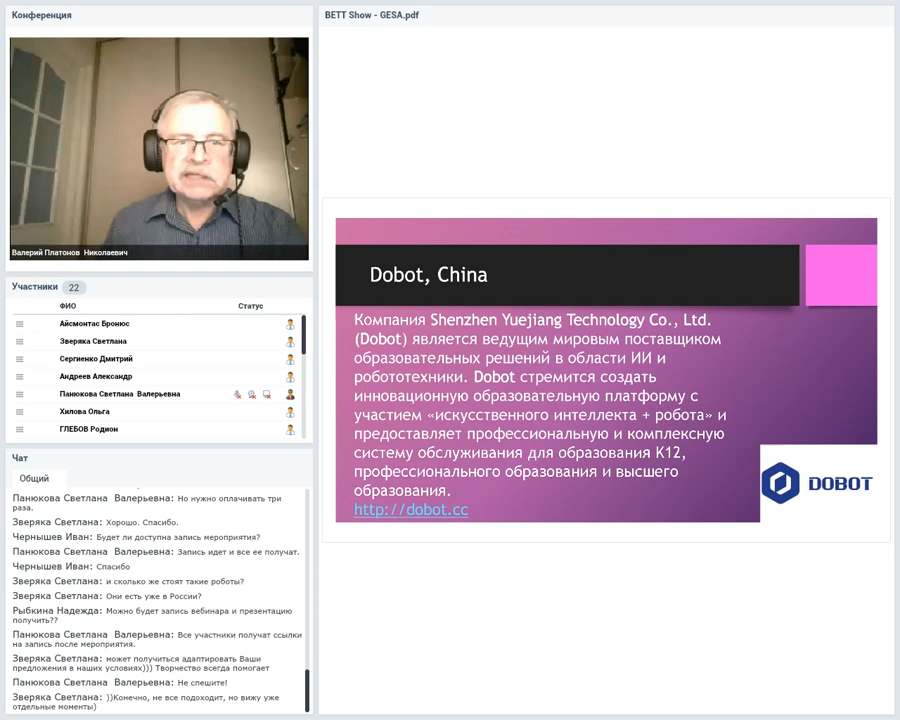 Конференция
Валерий Платонов  Николаевич
Участники 22
ФИО Статус
Айсмонтас Бронюс
Зверяка Светлана
Сергиенко Дмитрий
Андреев Александр
Панюкова Светлана  Валерьевна
Хилова Ольга
ГЛЕБОВ Родион
Чат
Общий
Панюкова Светлана  Валерьевна: Но нужно оплачивать три
раза.
Зверяка Светлана: Хорошо. Спасибо.
Чернышев Иван: Будет ли доступна запись мероприятия?
Панюкова Светлана  Валерьевна: Запись идет и все ее получат.
Чернышев Иван: Спасибо
Зверяка Светлана: и сколько же стоят такие роботы?
Зверяка Светлана: Они есть уже в России?
Рыбкина Надежда: Можно будет запись вебинара и презентацию
получить??
Панюкова Светлана  Валерьевна: Все участники получат ссылки
на запись после мероприятия.
Зверяка Светлана: может получиться адаптировать Ваши
предложения в наших условиях))) Творчество всегда помогает
Панюкова Светлана  Валерьевна: Не спешите!
Зверяка Светлана: ))Конечно, не все подоходит, но вижу уже
отдельные моменты)
BETT Show - GESA.pdf
Dobot, China
Компания Shenzhen Yuejiang Technology Co., Ltd.
(Dobot) является ведущим мировым поставщиком
образовательных решений в области ИИ и
робототехники. Dobot стремится создать
инновационную образовательную платформу с
участием «искусственного интеллекта + робота» и
предоставляет профессиональную и комплексную
систему обслуживания для образования K12,
профессионального образования и высшего
образования.
http://dobot.cc
DOBOT